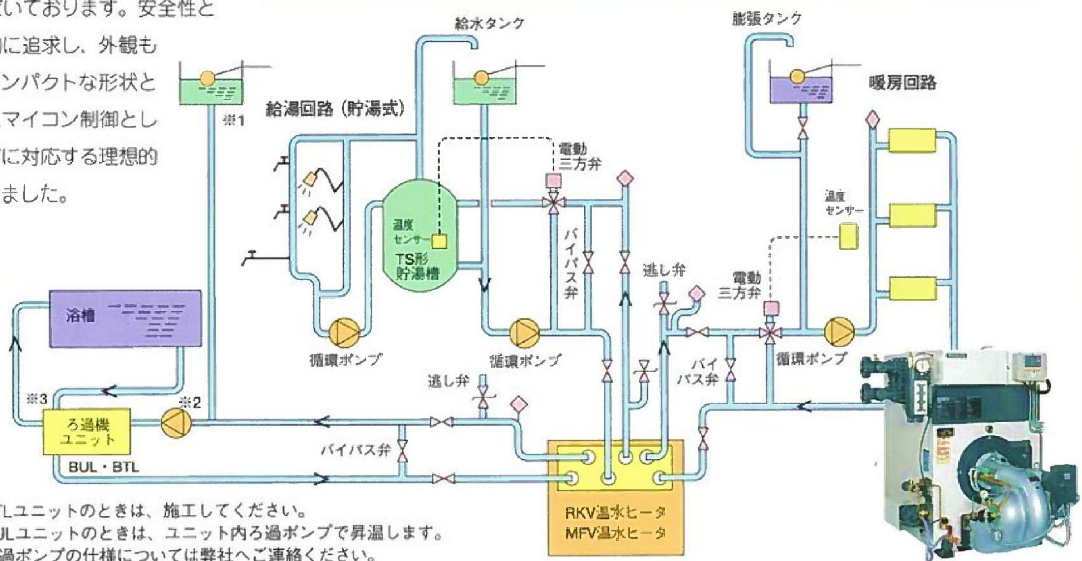 いております。安全性と
に追求し、外観も
ンパクトな形状と
マイコン制御とし
に対応する理想的
ました。
給水タンク
膨張タンク
※1
給湯回路(貯湯式)
暖房回路
電動
三方弁
温度
センサー
TS形
貯湯槽
バイパス弁
逃し弁
電動
三方弁
温度
センサー
浴槽
循環ポンプ
循環ポンプ
循環ポンプ
バイ
パス弁
逃し弁
※3
※2
ろ過機
ユニット
バイパス弁
BUL・BTL
RKV温水ヒータ
MFV温水ヒータ
TLユニットのときは、施工してください。
ULユニットのときは、ユニット内ろ過ポンプで昇温します。
過ポンプの仕様については弊社へご連絡ください。